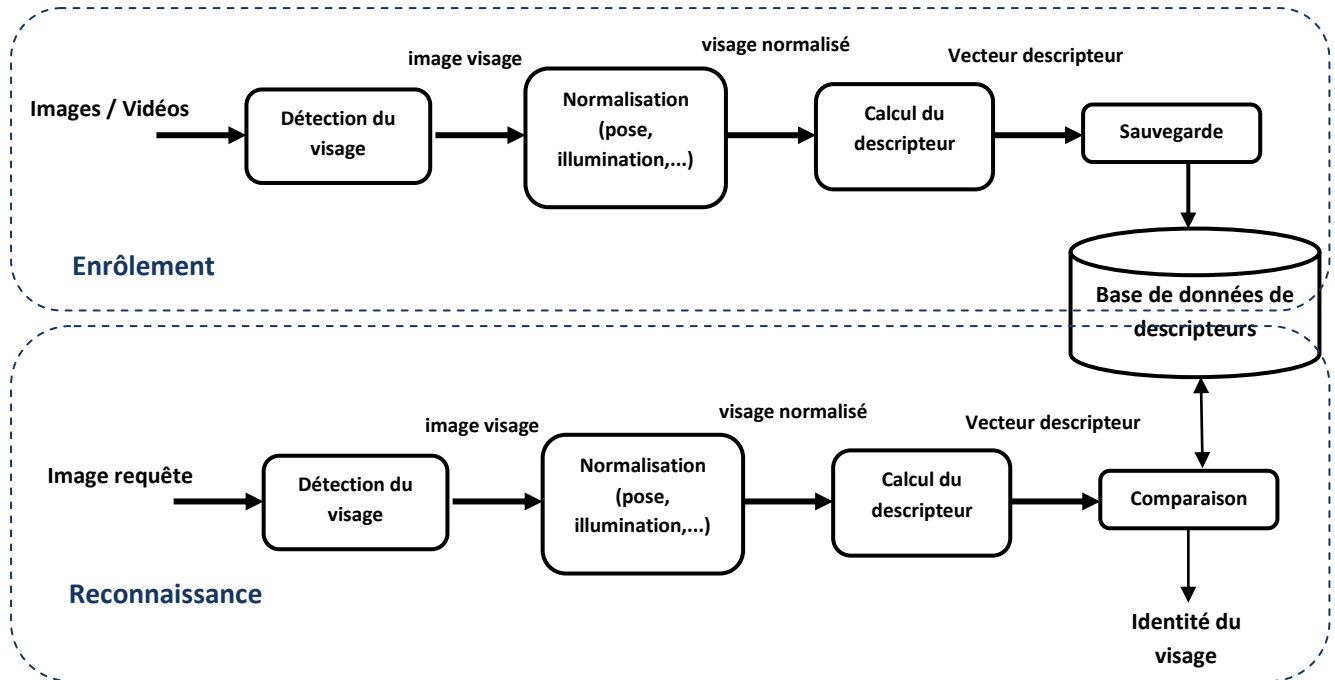 image visage
visage normalisé
Vecteur descripteur
Images / Vidéos
Détection du
visage
Normalisation
(pose,
illumination,...)
Calcul du
descripteur
Sauvegarde
Enrôlement
Base de données de
descripteurs
image visage
visage normalisé
Vecteur descripteur
Image requête
Détection du
visage
Normalisation
(pose,
illumination,...)
Calcul du
descripteur
Comparaison
Reconnaissance
Identité du
visage